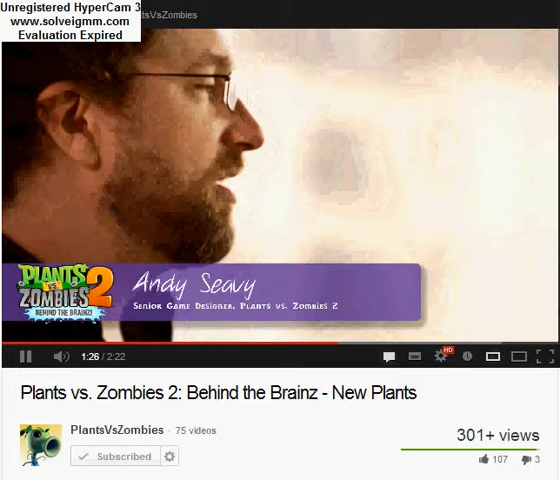 Unregistered HyperCam 3
www.solveigmm.com
Evaluation Expired
tsVsZombies
PLANTS
VS.
ZOMBIES 2
BEHIND THE BRAINZ!
Andy Seavy
Senior Game Designer, Plants vs. Zombies 2
1:26 / 2:22
HD
Plants vs. Zombies 2: Behind the Brainz - New Plants
PlantsVsZombies · 75 videos
Subscribed
301+ views
107
3